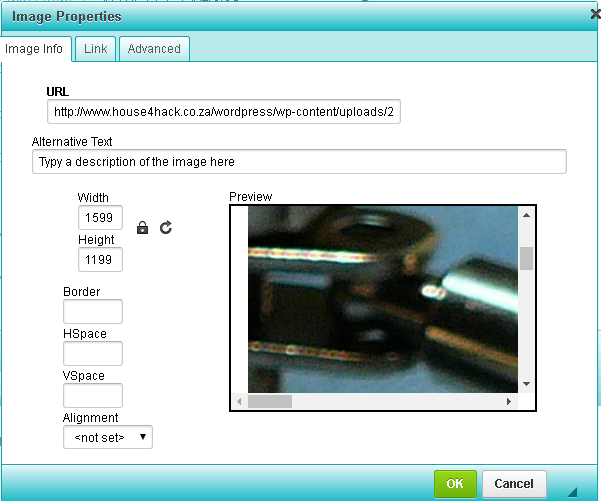 Image Properties
Image Info Link Advanced
URL
http://www.house4hack.co.za/wordpress/wp-content/uploads/2
Alternative Text
Typy a description of the image here
Width
1599
Height
1199
Preview
Border
HSpace
VSpace
Alignment
<not set>
OK Cancel